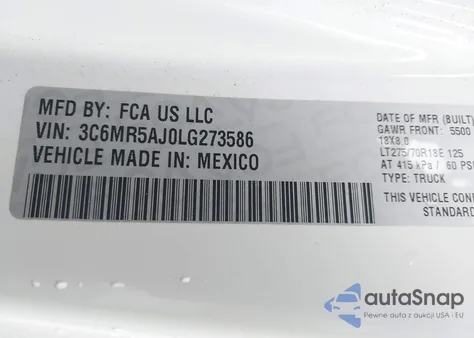 MFD BY: FCA US LLC
VIN: 3C6MR5AJ0LG273586
VEHICLE MADE IN: MEXICO
DATE OF MFR (BUILT)
GAWR FRONT: 5500
18X8.0
LT275/70R18E 125
AT 415 kPa / 60 PSI
TYPE: TRUCK
THIS VEHICLE CONF
STANDARD
autoSnap
Pewne auta z aukcji USA i EU